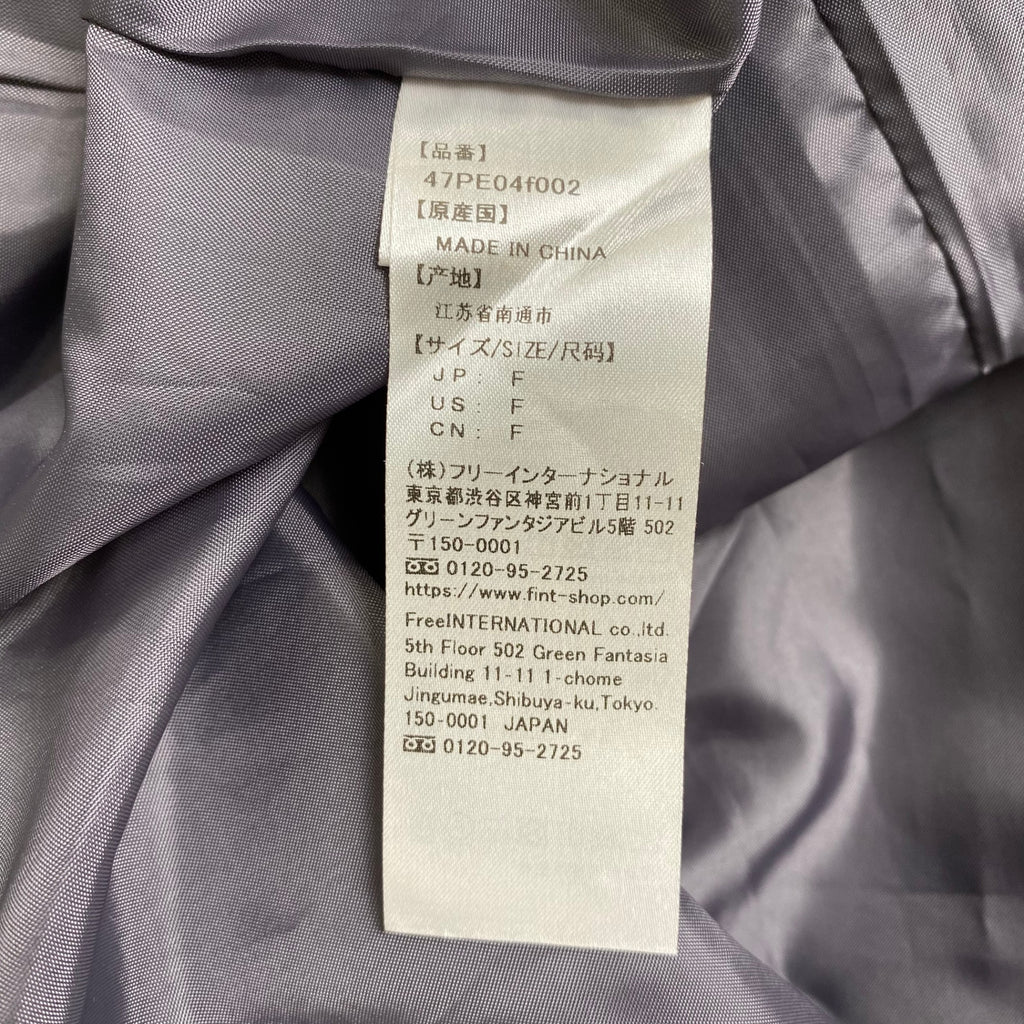 【品番】
47PE04f002
【原産国】
MADE IN CHINA
【产地】
江苏省南通市
【サイズ/SIZE/尺码】
JP: F
US: F
CN: F
(株)フリーインターナショナル
東京都渋谷区神宮前1丁目11-11
グリーンファンタジアビル5階 502
〒150-0001
0120-95-2725
https://www.fint-shop.com/
FreeINTERNATIONAL co.,ltd.
5th Floor 502 Green Fantasia
Building 11-11 1-chome
Jingumae,Shibuya-ku,Tokyo.
150-0001 JAPAN
0120-95-2725